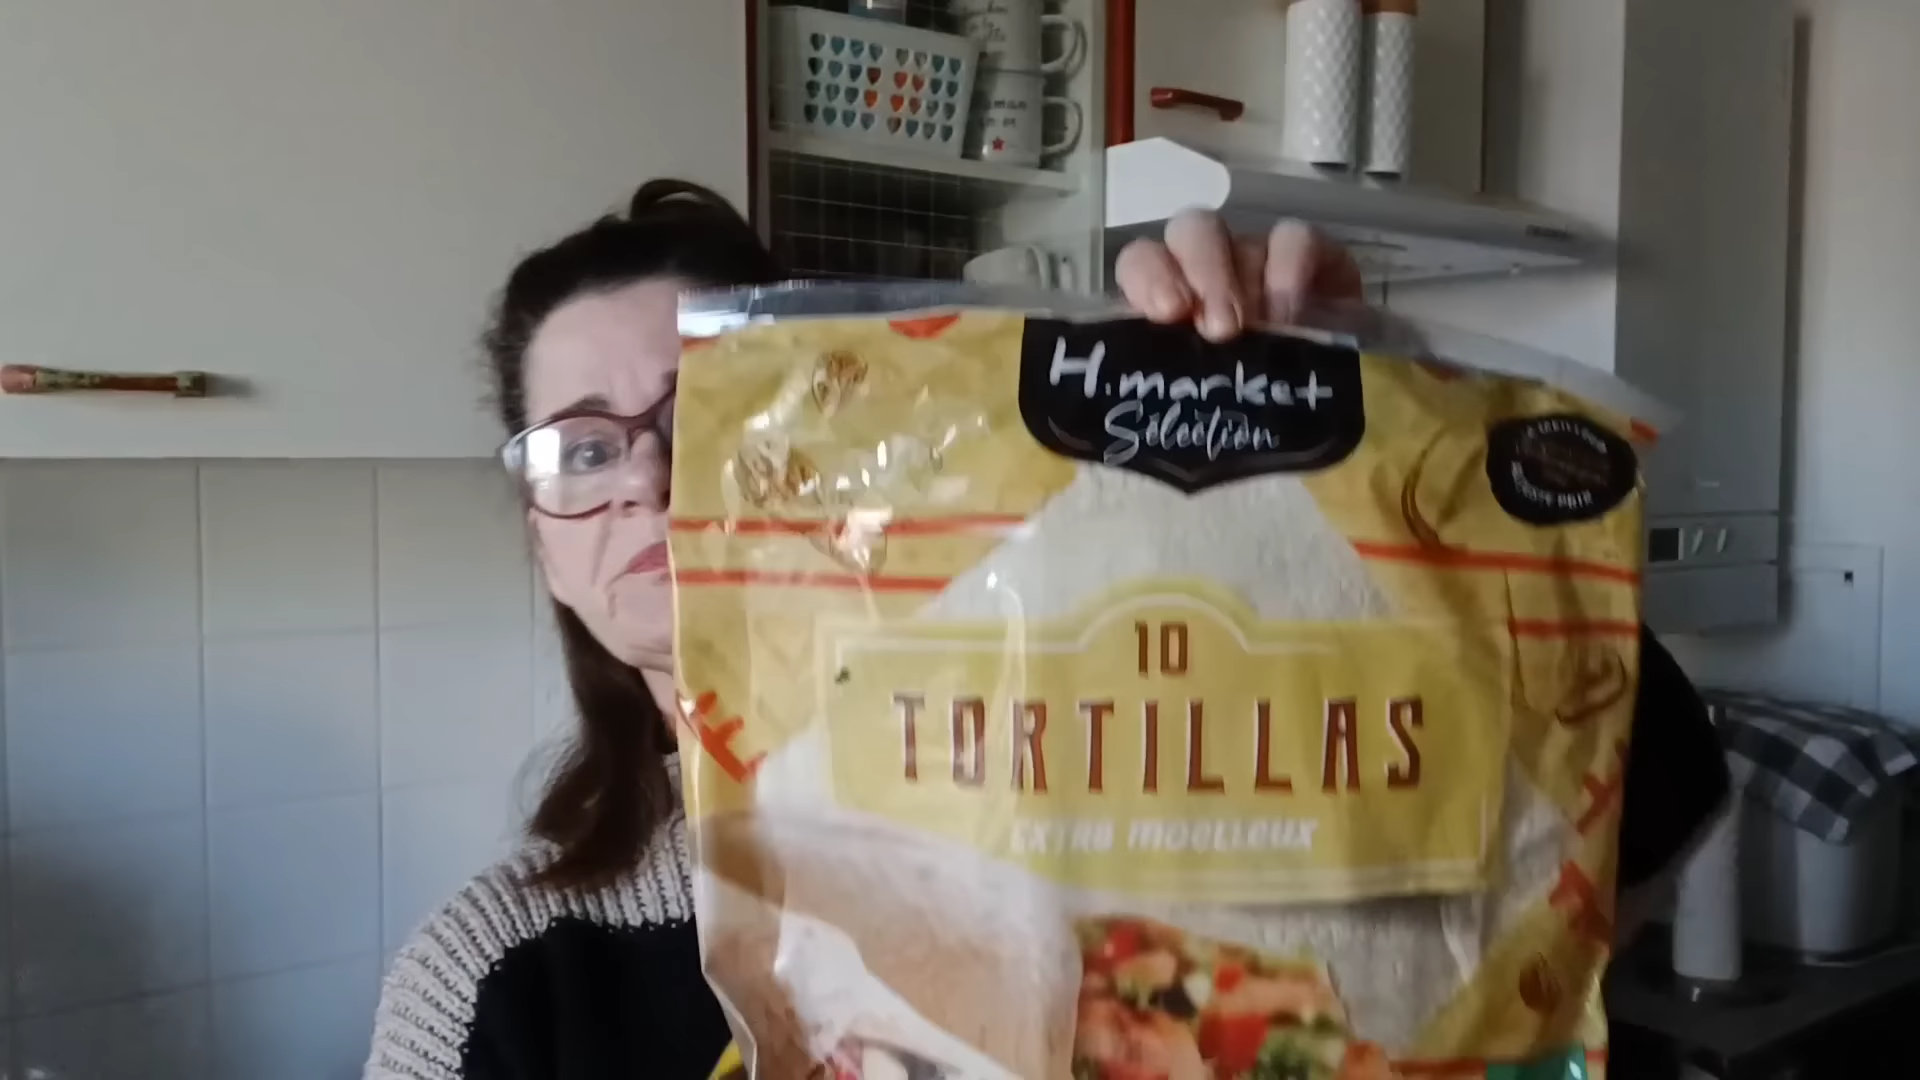 H.market
Sélection
10
TORTILLAS
EXTRA MOELLEUX